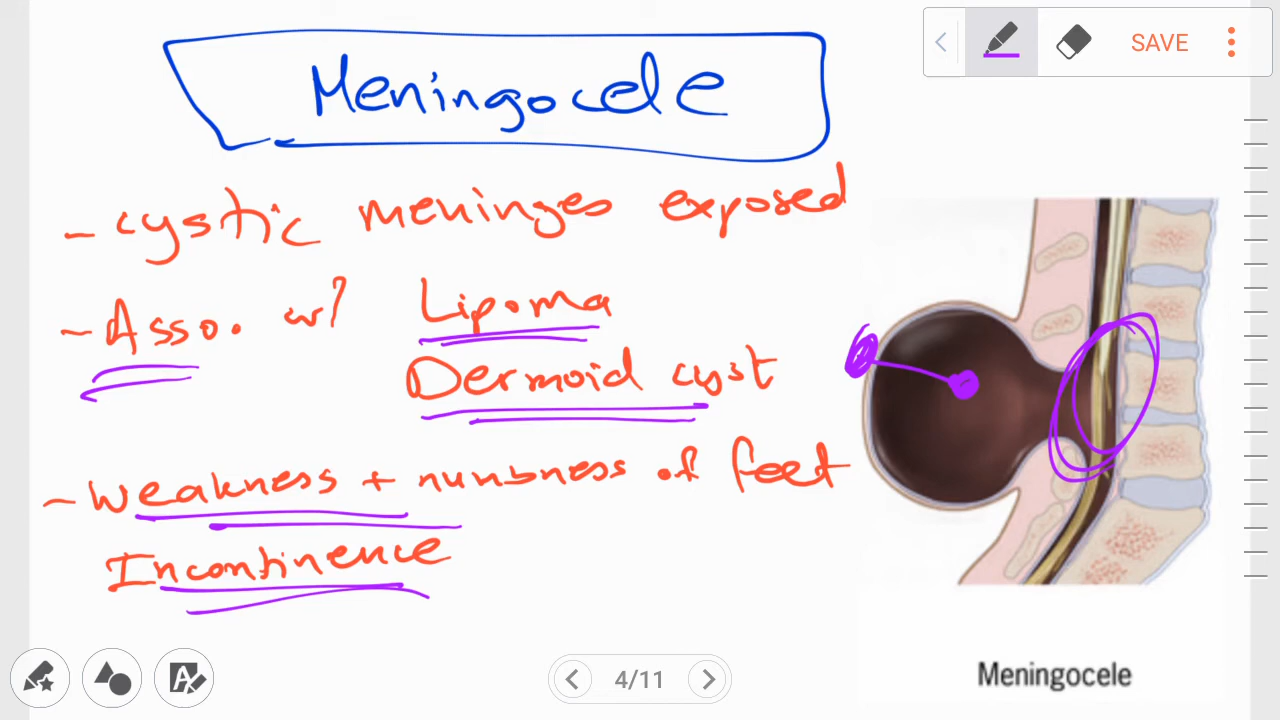 SAVE
Meningocele
- cystic meninges exposed
- Asso. w/ Lipoma
Dermoid cyst
- Weakness + numbness of feet
Incontinence
4/11
Meningocele